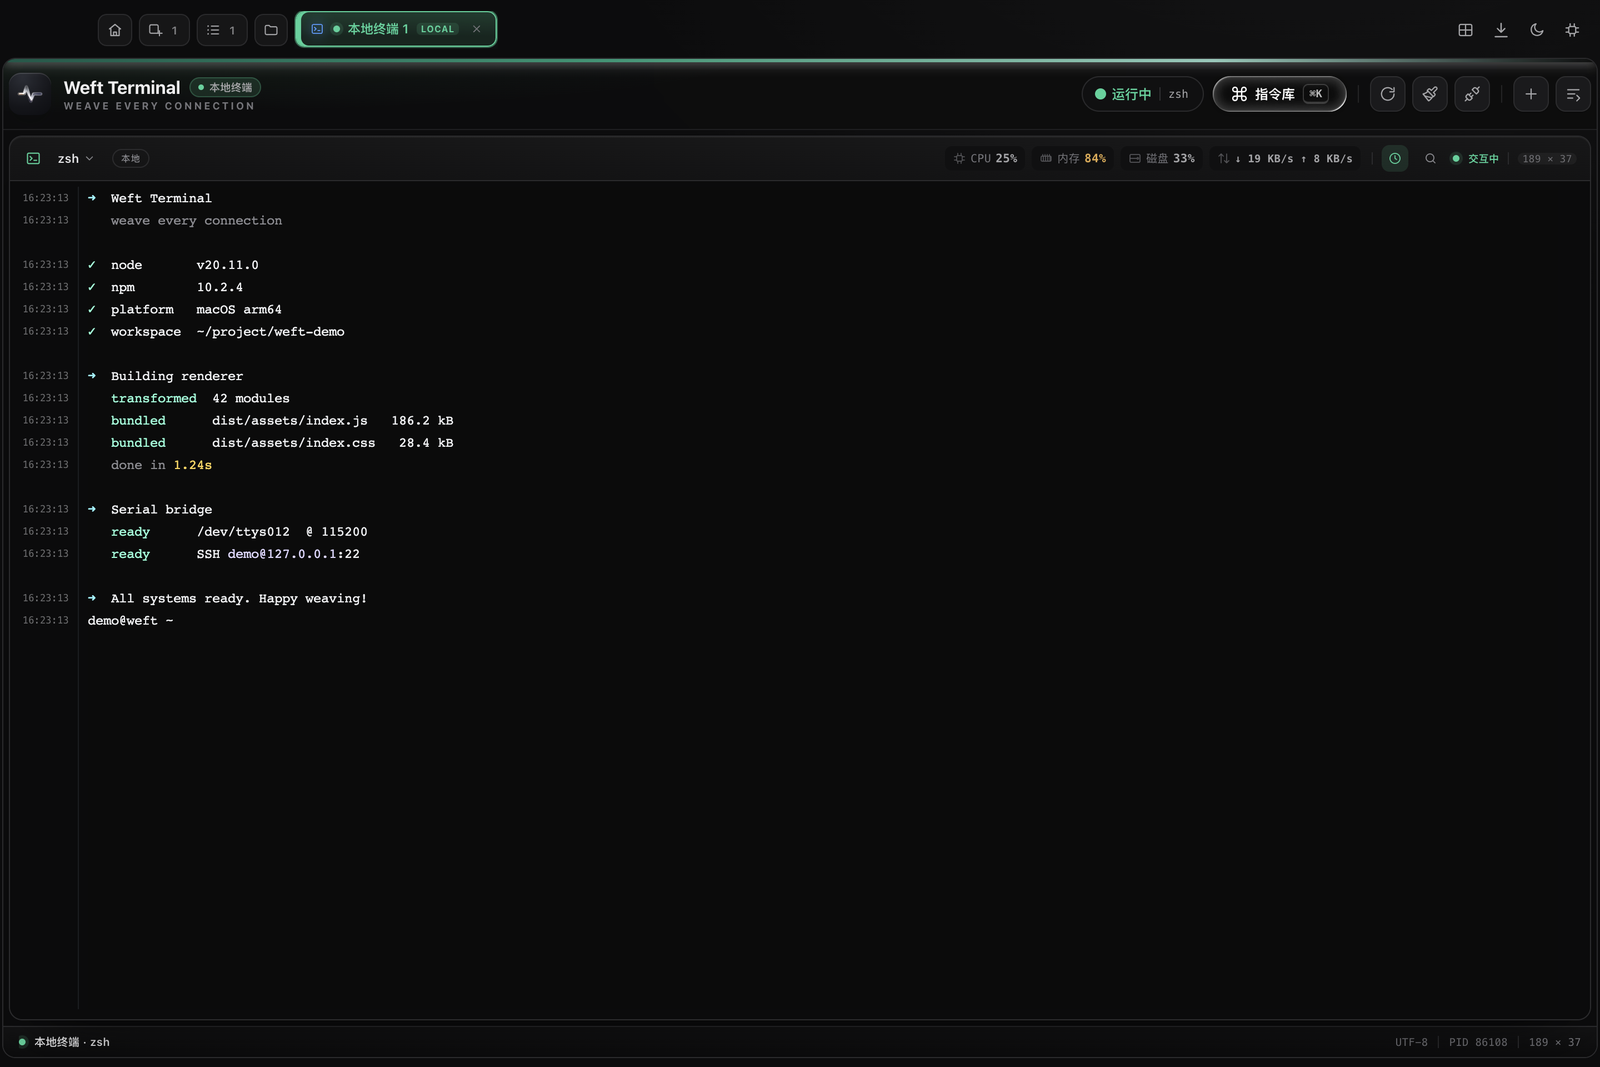 1
1
本地终端 1 LOCAL
Weft Terminal 本地终端
WEAVE EVERY CONNECTION
运行中 zsh
指令库 ⌘K
zsh 本地
CPU 25% 内存 84% 磁盘 33% ↓ 19 KB/s ↑ 8 KB/s 交互中 189 × 37
16:23:13 ➜ Weft Terminal
16:23:13 weave every connection
16:23:13 ✓ node v20.11.0
16:23:13 ✓ npm 10.2.4
16:23:13 ✓ platform macOS arm64
16:23:13 ✓ workspace ~/project/weft-demo
16:23:13 ➜ Building renderer
16:23:13 transformed 42 modules
16:23:13 bundled dist/assets/index.js 186.2 kB
16:23:13 bundled dist/assets/index.css 28.4 kB
16:23:13 done in 1.24s
16:23:13 ➜ Serial bridge
16:23:13 ready /dev/ttys012 @ 115200
16:23:13 ready SSH demo@127.0.0.1:22
16:23:13 ➜ All systems ready. Happy weaving!
16:23:13 demo@weft ~
本地终端 · zsh
UTF-8 PID 86108 189 × 37